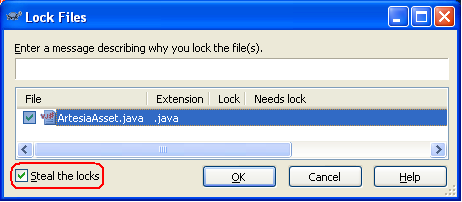 Lock Files
Enter a message describing why you lock the file(s).
File Extension Lock Needs lock
ArtesiaAsset.java .java
Steal the locks OK Cancel Help